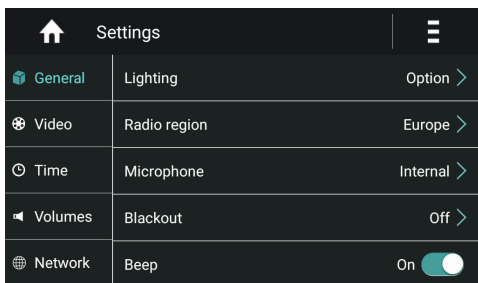 Settings
General
Lighting Option
Video
Radio region Europe
Time
Microphone Internal
Volumes
Blackout Off
Network
Beep On